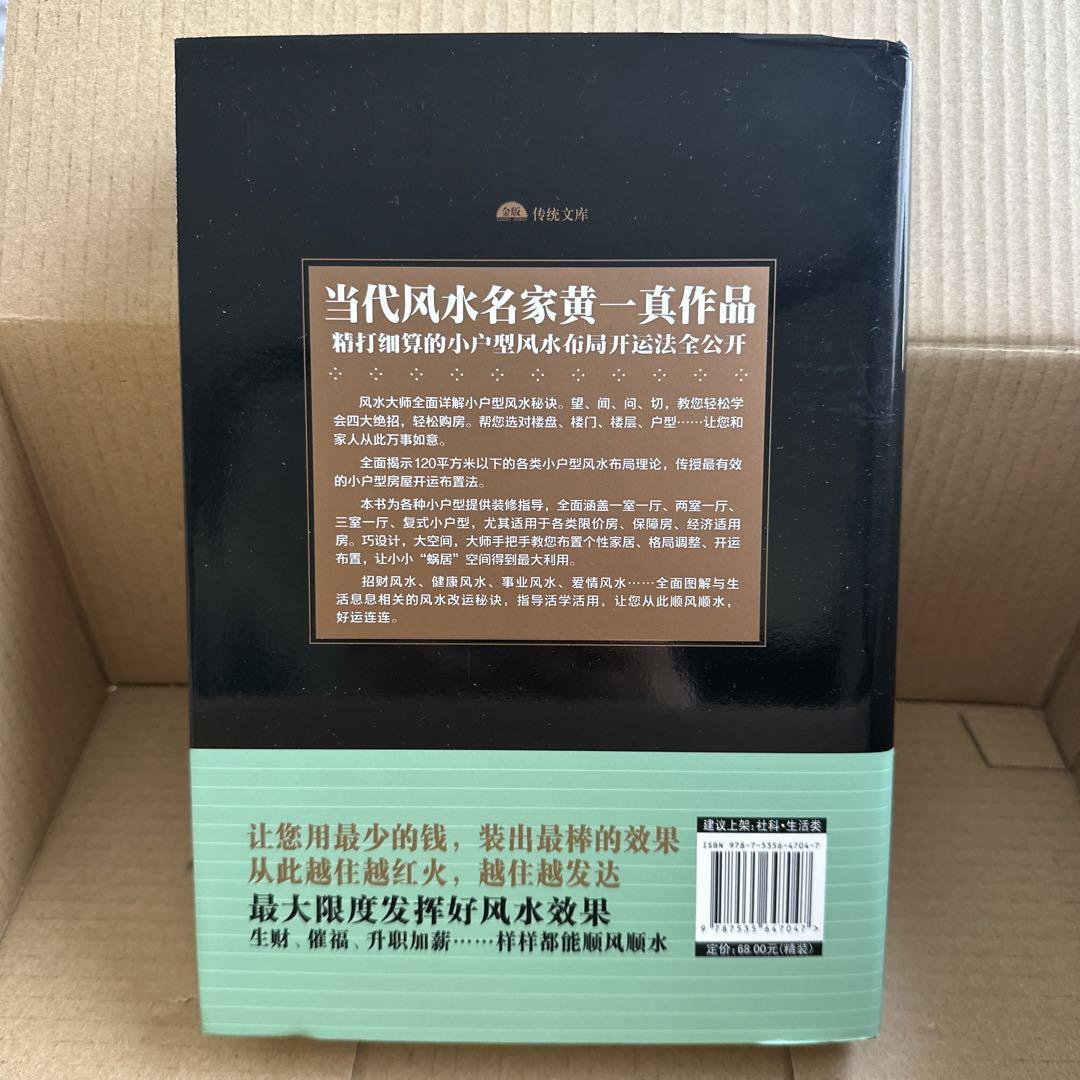 金版 传统文库
当代风水名家黄一真作品
精打细算的小户型风水布局开运法全公开
风水大师全面详解小户型风水秘诀。望、闻、问、切，教您轻松学
会四大绝招，轻松购房。帮您选对楼盘、楼门、楼层、户型……让您和
家人从此万事如意。
全面揭示120平方米以下的各类小户型风水布局理论，传授最有效
的小户型房屋开运布置法。
本书为各种小户型提供装修指导，全面涵盖一室一厅、两室一厅、
三室一厅、复式小户型，尤其适用于各类限价房、保障房、经济适用
房。巧设计，大空间，大师手把手教您布置个性家居、格局调整、开运
布置，让小小“蜗居”空间得到最大利用。
招财风水、健康风水、事业风水、爱情风水……全面图解与生
活息息相关的风水改运秘诀，指导活学活用，让您从此顺风顺水，
好运连连。
让您用最少的钱，装出最棒的效果
从此越住越红火，越住越发达
最大限度发挥好风水效果
生财、催福、升职加薪……样样都能顺风顺水
建议上架：社科·生活类
ISBN 978-7-5356-4704-7
9 787535 647047 >
定价：68.00元（精装）